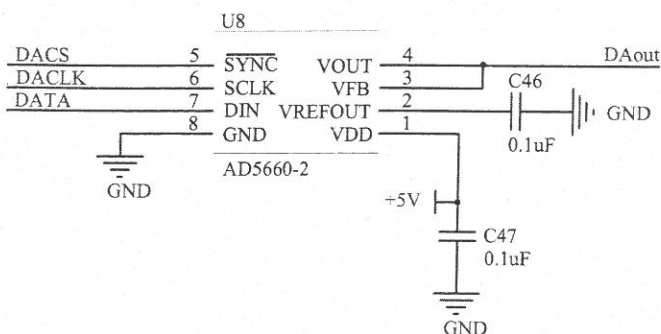 U8
DACS 5 SYNC VOUT 4 DAout
DACLK 6 SCLK VFB 3
DATA 7 DIN VREFOUT 2 C46 GND
8 GND VDD 1 0.1uF
GND
AD5660-2
+5V
C47
0.1uF
GND